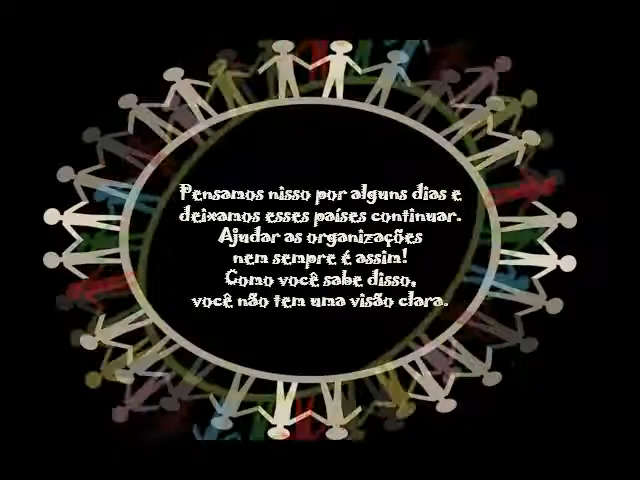 Pensamos nisso por alguns dias e
deixamos esses países continuar.
Ajudar as organizações
nem sempre é assim!
Como você sabe disso,
você não tem uma visão clara.